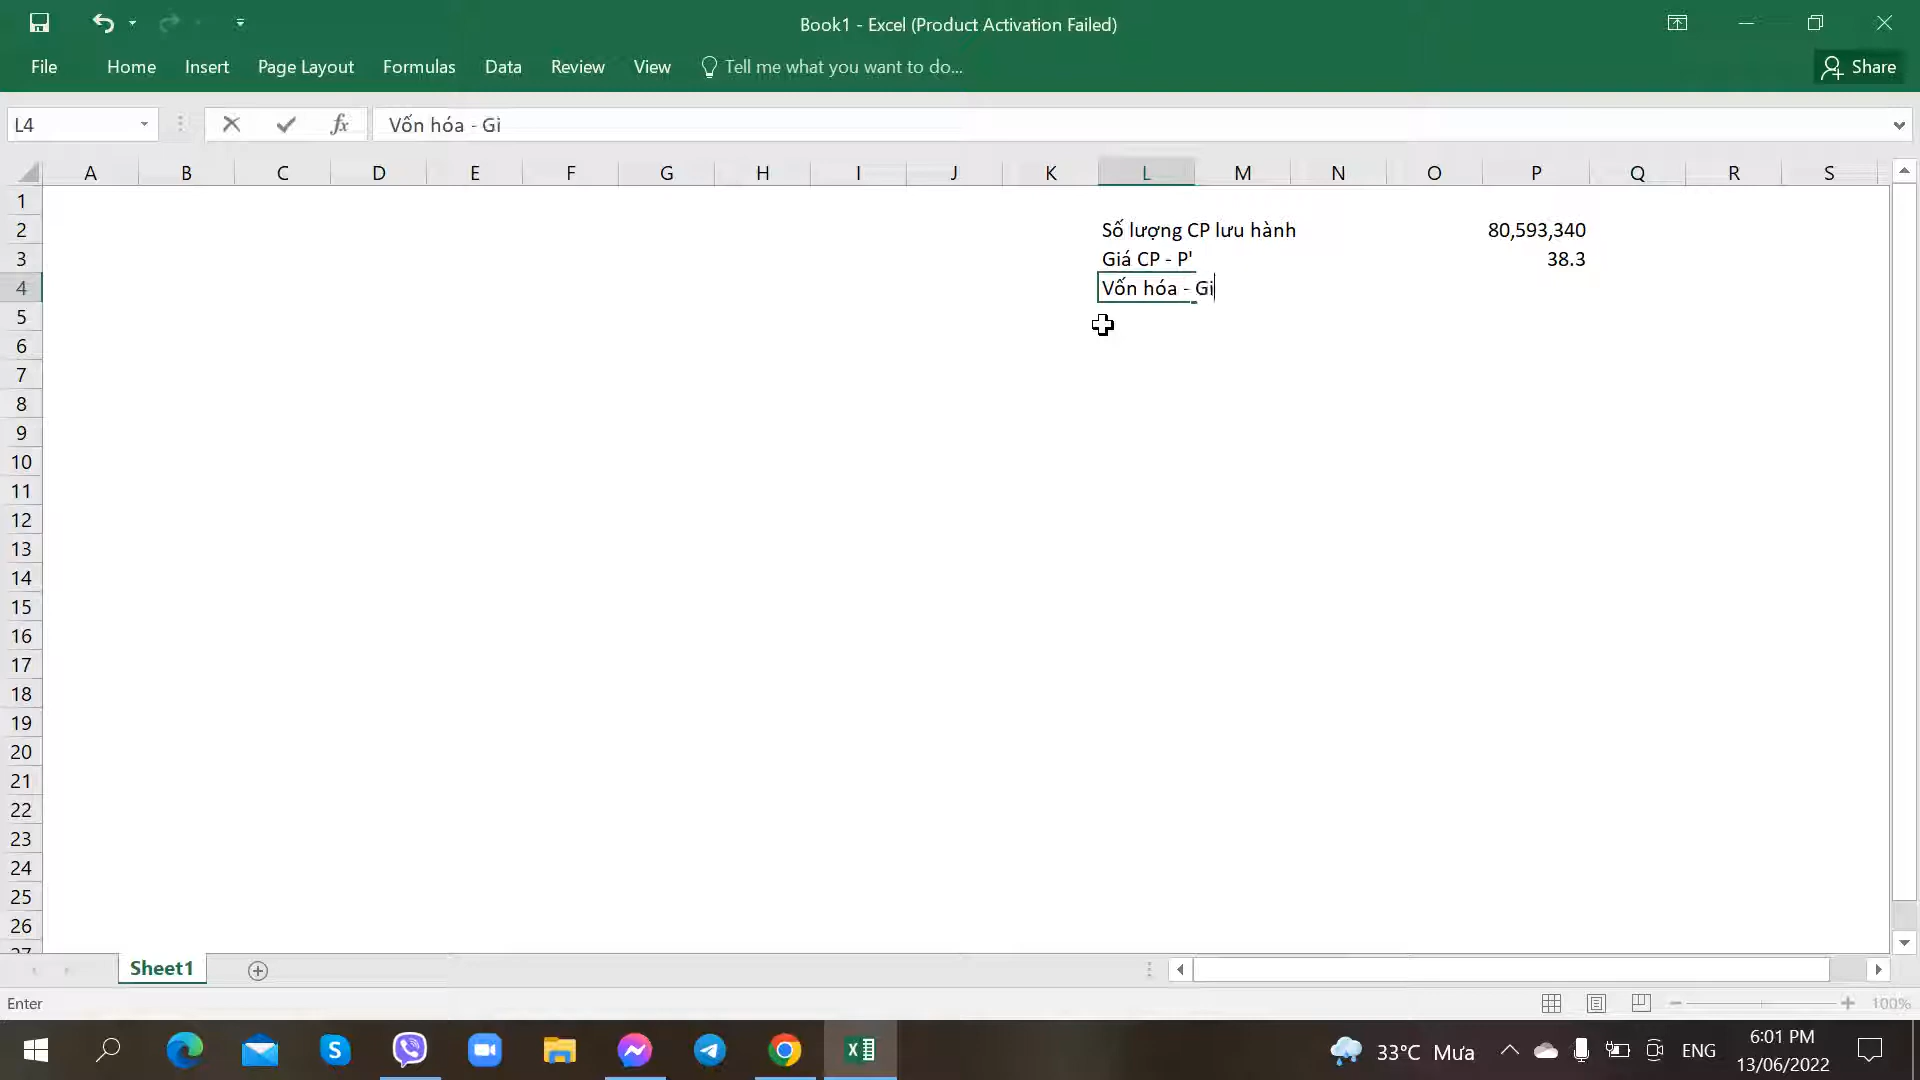 Book1 - Excel (Product Activation Failed)
File Home Insert Page Layout Formulas Data Review View Tell me what you want to do... Share
L4 fx Vốn hóa - Gi
A B C D E F G H I J K L M N O P Q R S
1
2 Số lượng CP lưu hành 80,593,340
3 Giá CP - P' 38.3
4 Vốn hóa - Gi
5
6
7
8
9
10
11
12
13
14
15
16
17
18
19
20
21
22
23
24
25
26
27
Sheet1
Enter 100%
33°C Mưa ENG 6:01 PM
13/06/2022